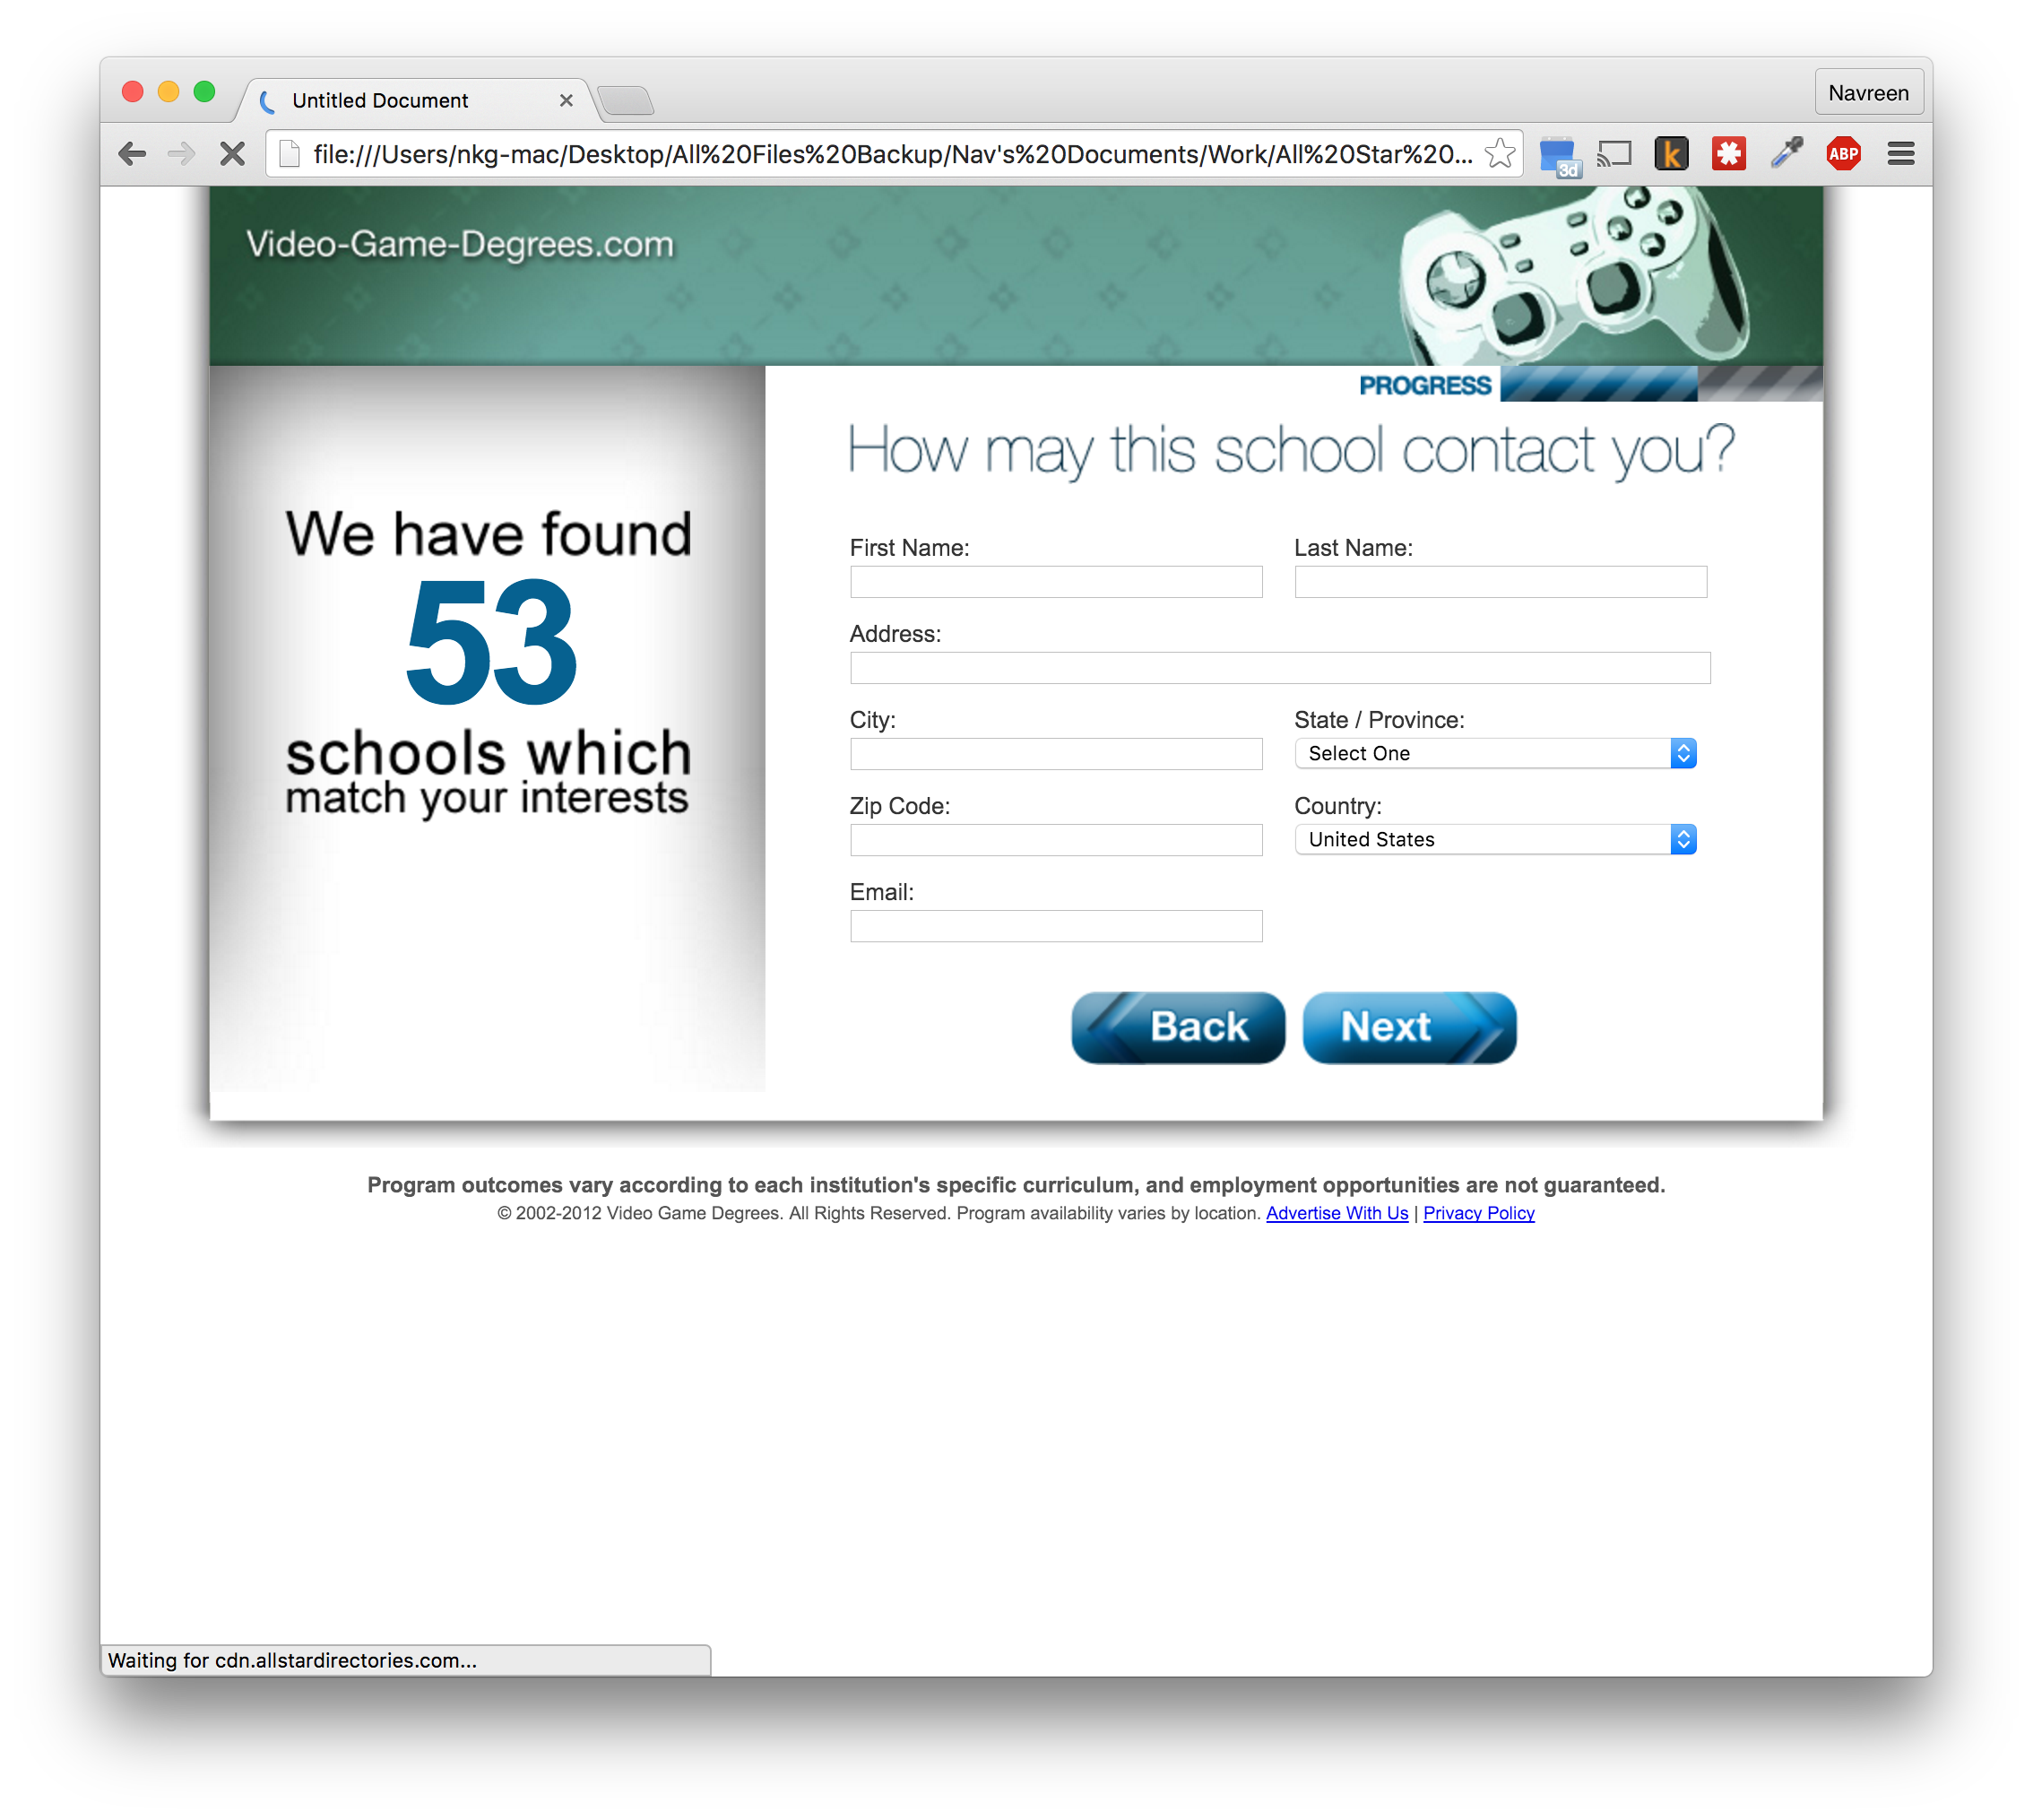 Untitled Document
Navreen
file:///Users/nkg-mac/Desktop/All%20Files%20Backup/Nav's%20Documents/Work/All%20Star%20...
3d
k
ABP
Video-Game-Degrees.com
PROGRESS
How may this school contact you?
We have found
53
schools which
match your interests
First Name:
Last Name:
Address:
City:
State / Province:
Select One
Zip Code:
Country:
United States
Email:
Back
Next
Program outcomes vary according to each institution's specific curriculum, and employment opportunities are not guaranteed.
© 2002-2012 Video Game Degrees. All Rights Reserved. Program availability varies by location. Advertise With Us | Privacy Policy
Waiting for cdn.allstardirectories.com...